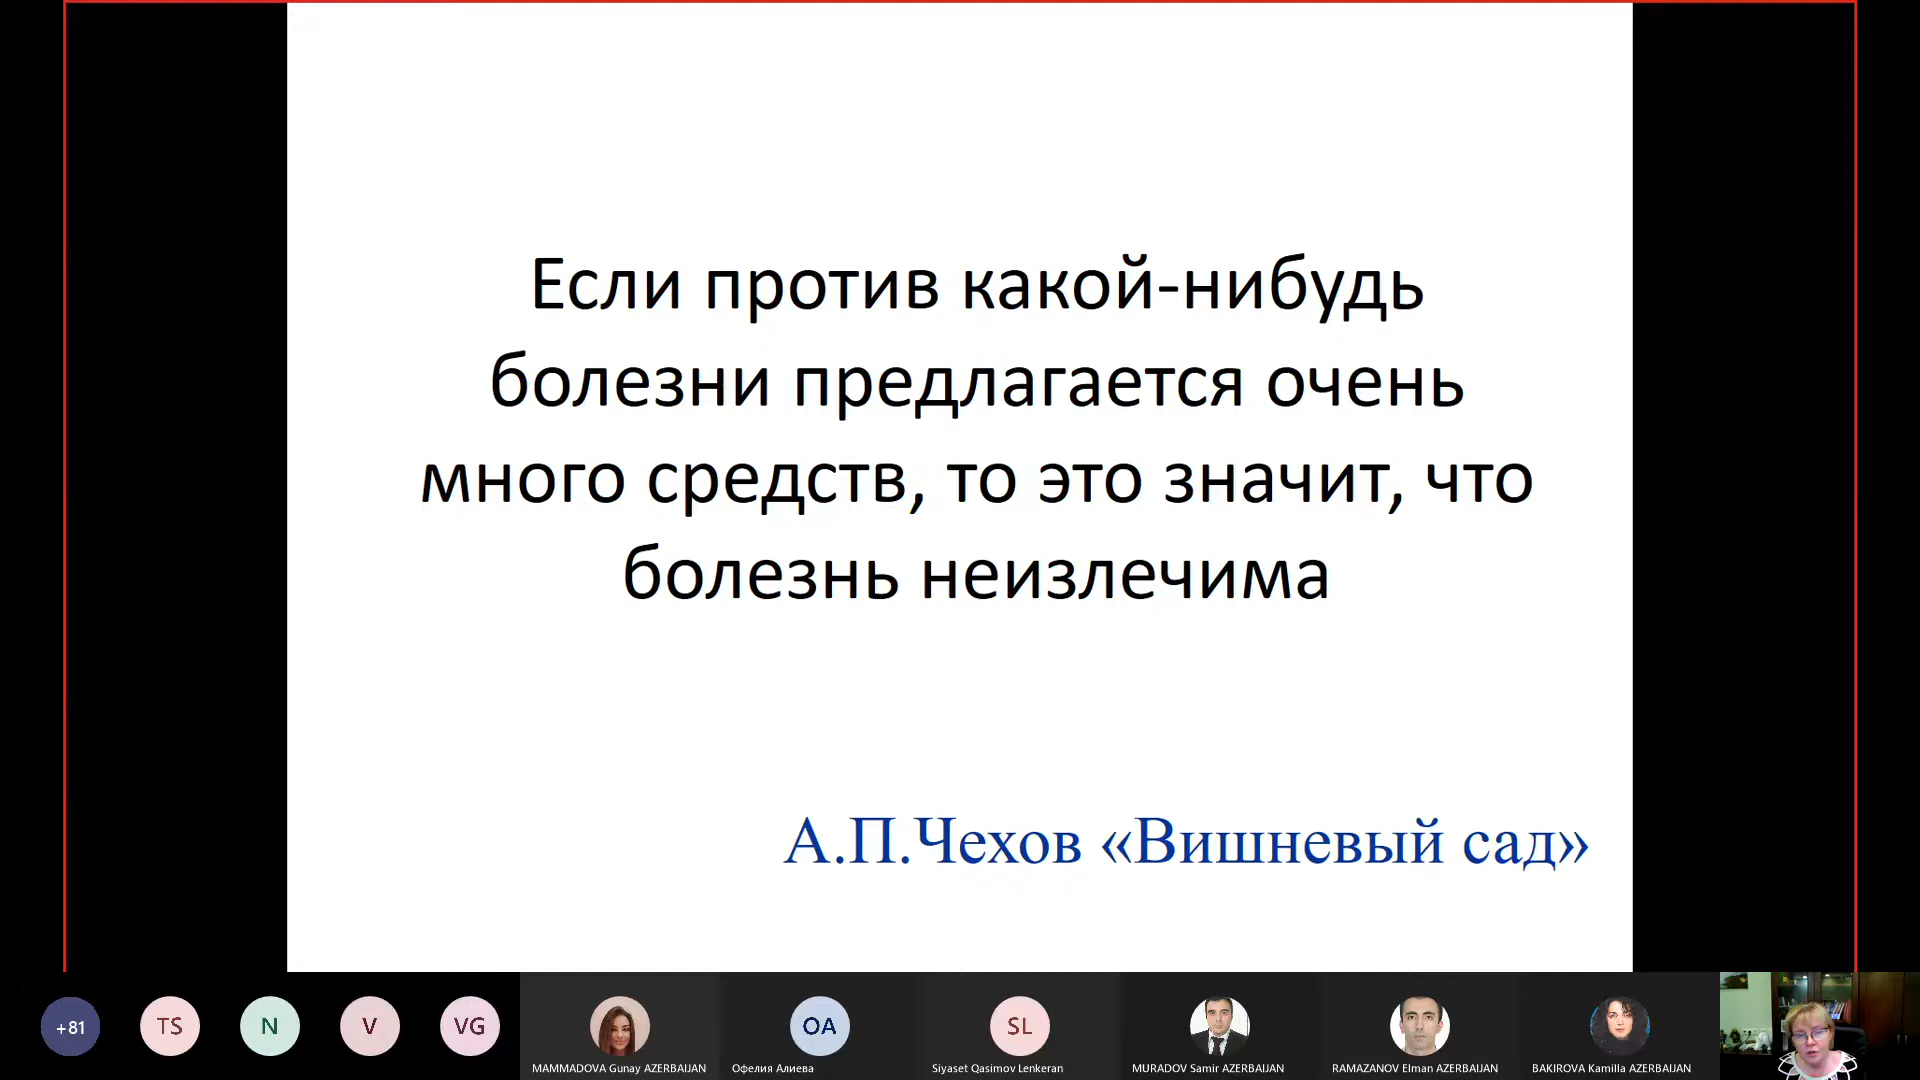 Если против какой-нибудь
болезни предлагается очень
много средств, то это значит, что
болезнь неизлечима
А.П.Чехов «Вишневый сад»
+81
TS
N
V
VG
OA
SL
MAMMADOVA Gunay AZERBAIJAN
Офелия Алиева
Siyaset Qasimov Lenkeran
MURADOV Samir AZERBAIJAN
RAMAZANOV Elman AZERBAIJAN
BAKIROVA Kamilla AZERBAIJAN